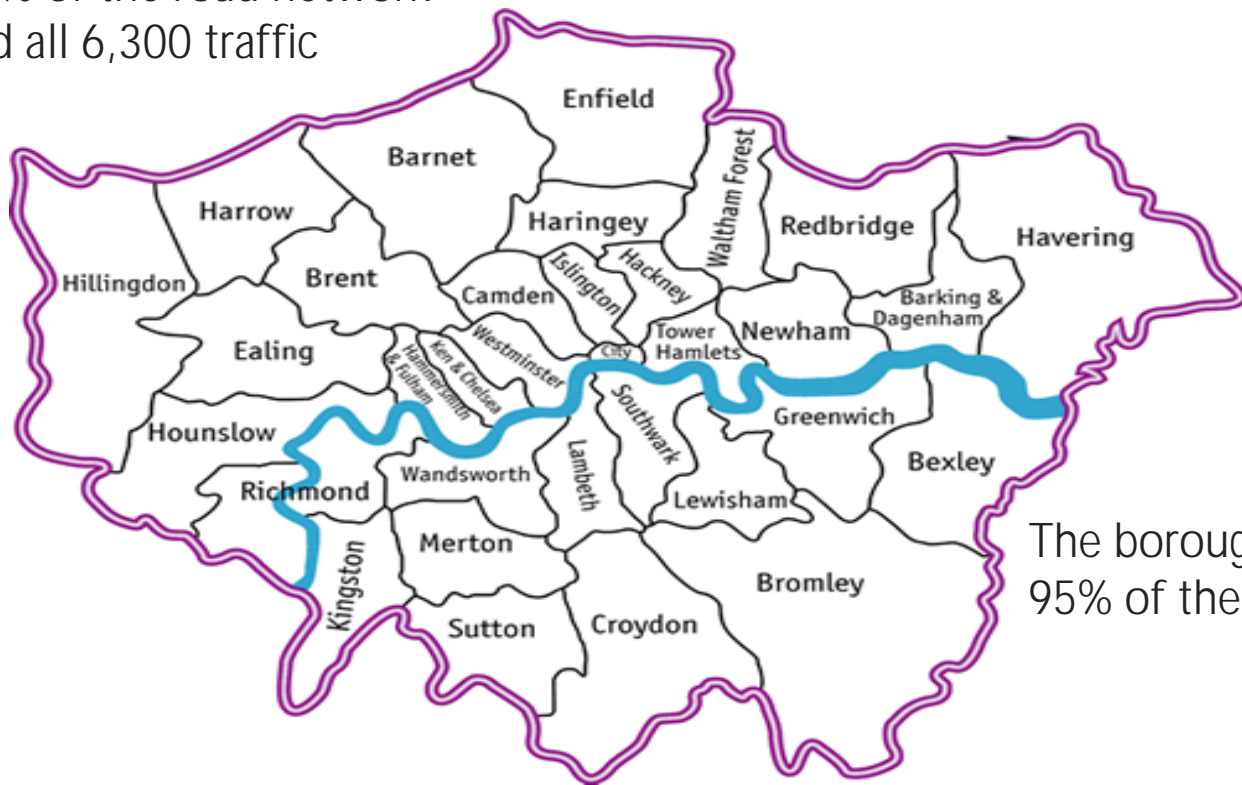 d all 6,300 traffic
Enfield
Barnet
Waltham Forest
Harrow
Haringey
Redbridge
Havering
Hillingdon
Brent
Camden
Islington
Hackney
Barking &
Dagenham
Ealing
Hammersmith
& Fulham
Ken & Chelsea
Westminster
City
Tower
Hamlets
Newham
Hounslow
Greenwich
Richmond
Wandsworth
Lambeth
Southwark
Lewisham
Bexley
Kingston
Merton
Bromley
Sutton
Croydon
The boroug
95% of the